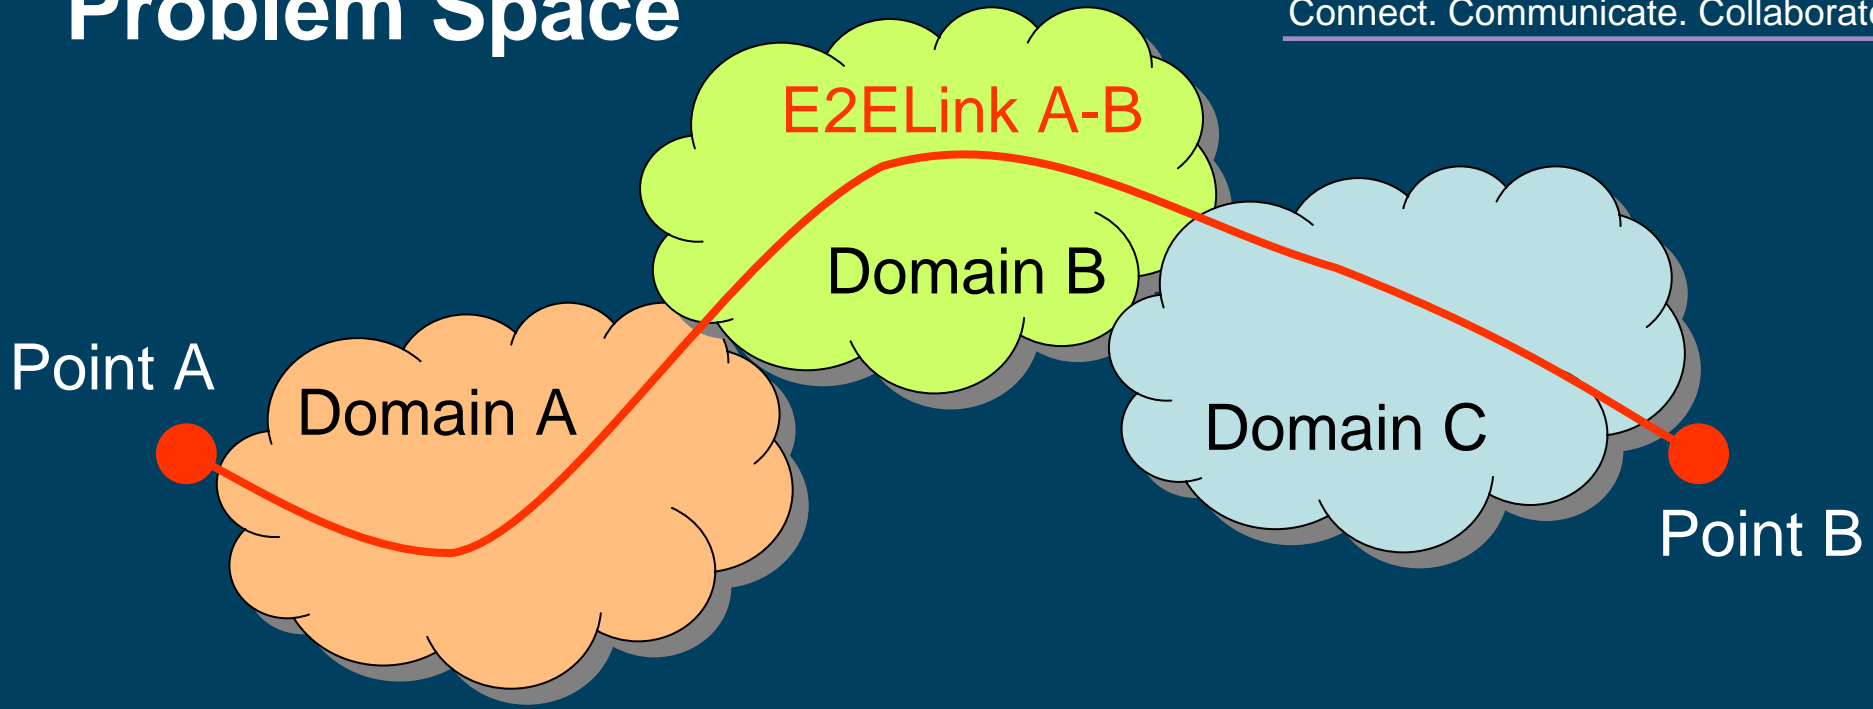 Problem Space
Connect. Communicate. Collaborate
E2ELink A-B
Domain B
Point A
Domain A
Domain C
Point B